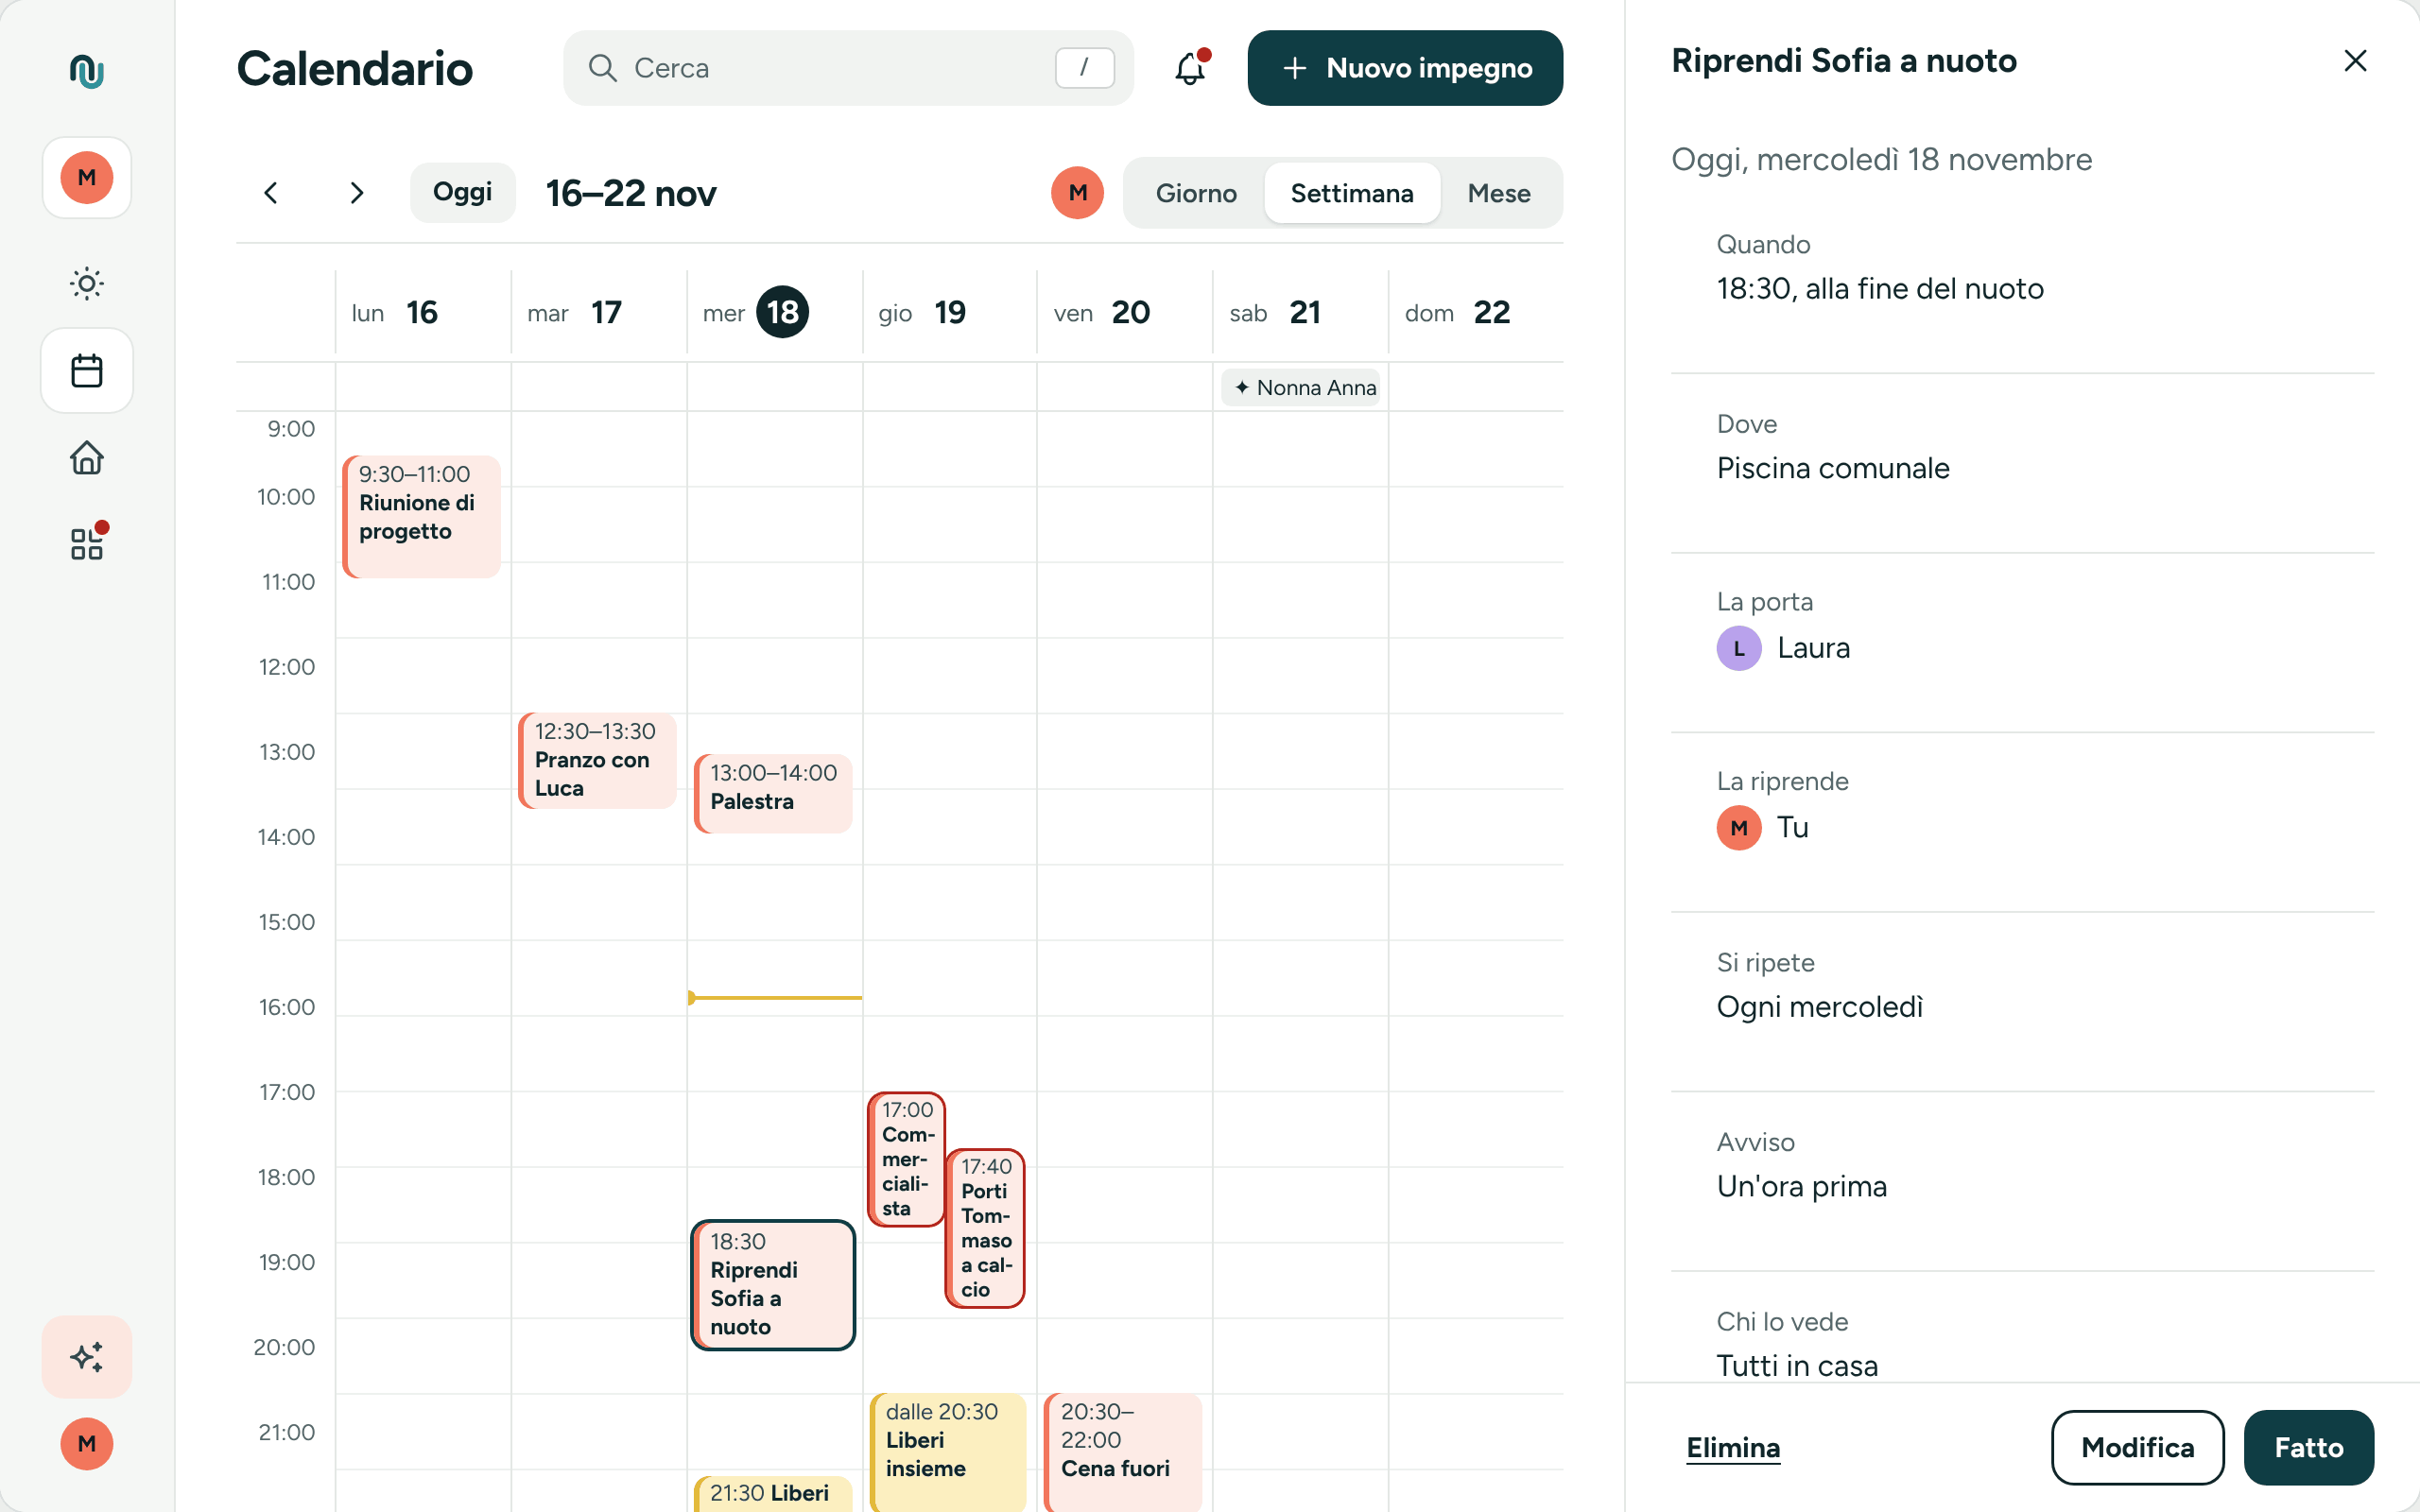 Calendario
Cerca
/
Nuovo impegno
M
Oggi
16–22 nov
M
Giorno
Settimana
Mese
lun 16
mar 17
mer 18
gio 19
ven 20
sab 21
dom 22
Nonna Anna
9:00
10:00
11:00
12:00
13:00
14:00
15:00
16:00
17:00
18:00
19:00
20:00
21:00
9:30–11:00
Riunione di
progetto
12:30–13:30
Pranzo con
Luca
13:00–14:00
Palestra
18:30
Riprendi
Sofia a
nuoto
21:30 Liberi
17:00
Com-
mer-
ciali-
sta
17:40
Porti
Tom-
maso
a cal-
cio
dalle 20:30
Liberi
insieme
20:30–
22:00
Cena fuori
M
Riprendi Sofia a nuoto
Oggi, mercoledì 18 novembre
Quando
18:30, alla fine del nuoto
Dove
Piscina comunale
La porta
L Laura
La riprende
M Tu
Si ripete
Ogni mercoledì
Avviso
Un'ora prima
Chi lo vede
Tutti in casa
Elimina
Modifica
Fatto